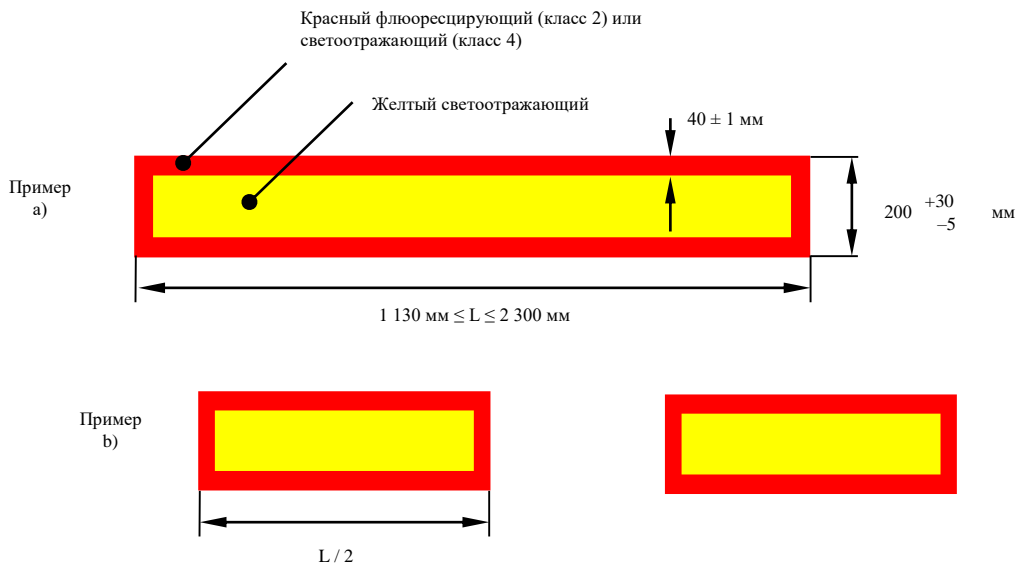 Красный флюоресцирующий (класс 2) или
светоотражающий (класс 4)
Желтый светоотражающий
40 ± 1 мм
Пример
a)
200 +30 мм
–5
1 130 мм ≤ L ≤ 2 300 мм
Пример
b)
L / 2